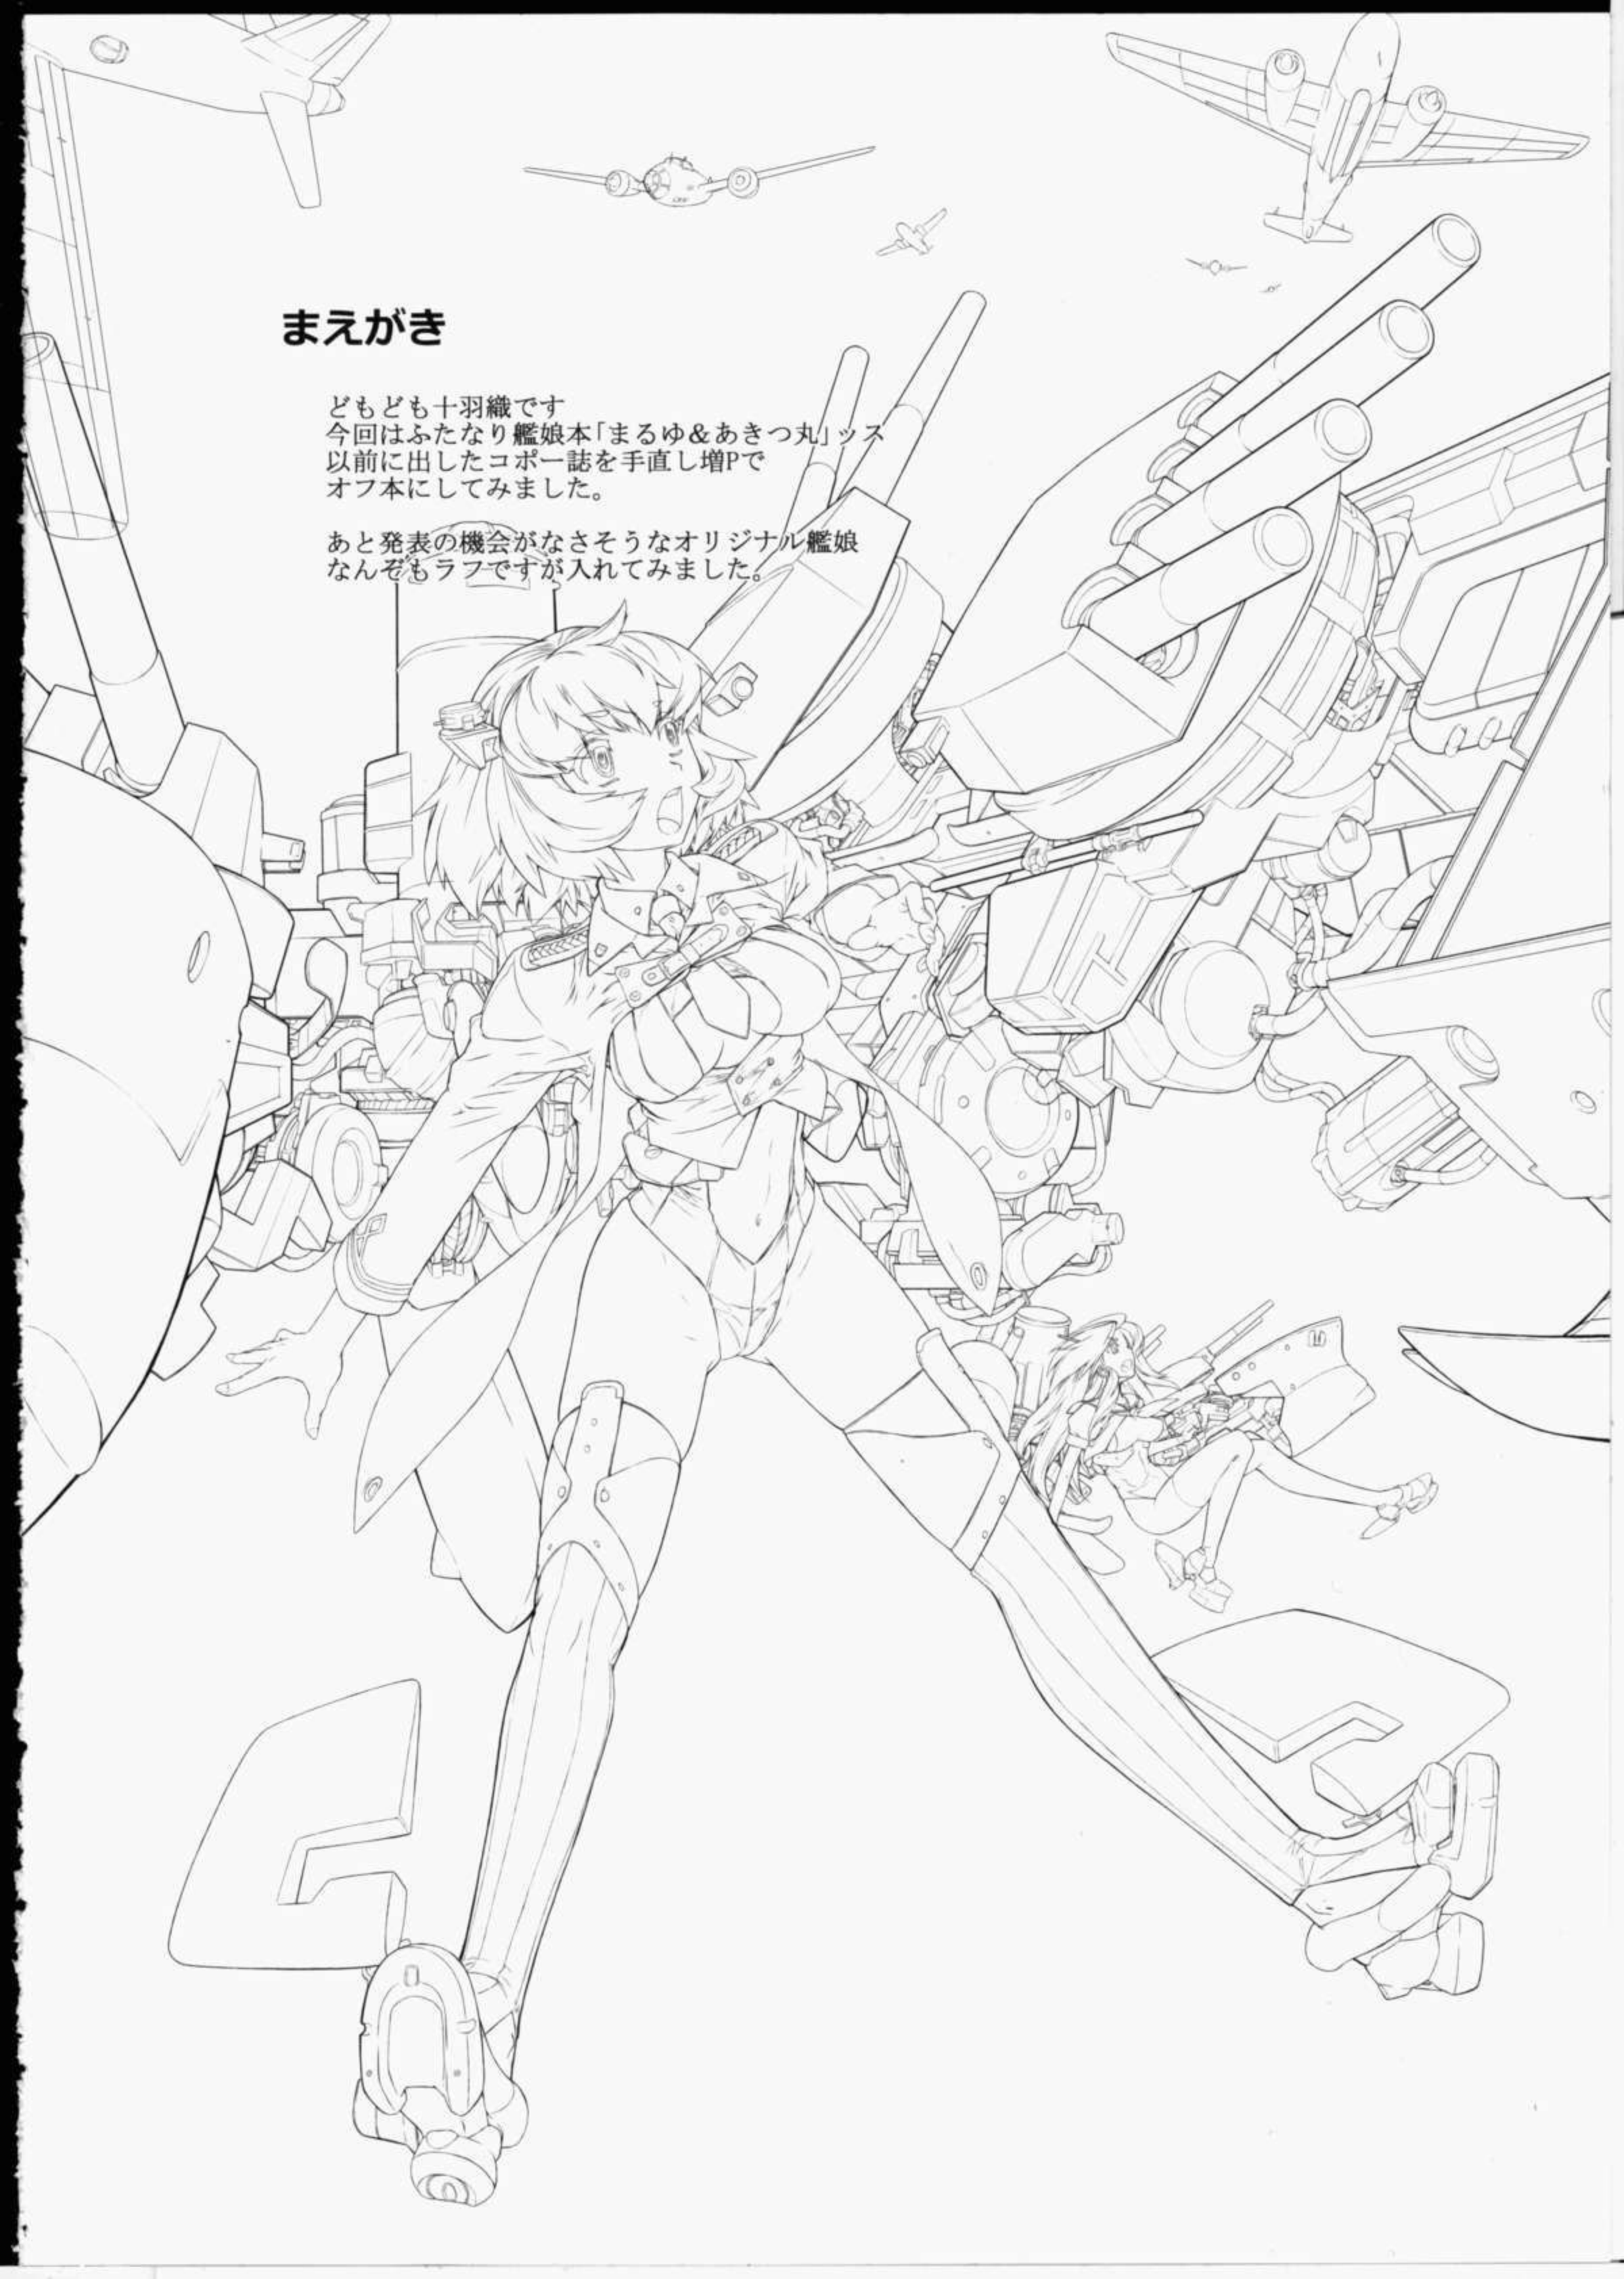 まえがき
どもども十羽織です
今回はふたなり艦娘本「まるゆ&あきつ丸」ッス
以前に出したコポー誌を手直し増Pで
オフ本にしてみました。
あと発表の機会がなさそうなオリジナル艦娘
なんぞもラフですが入れてみました。